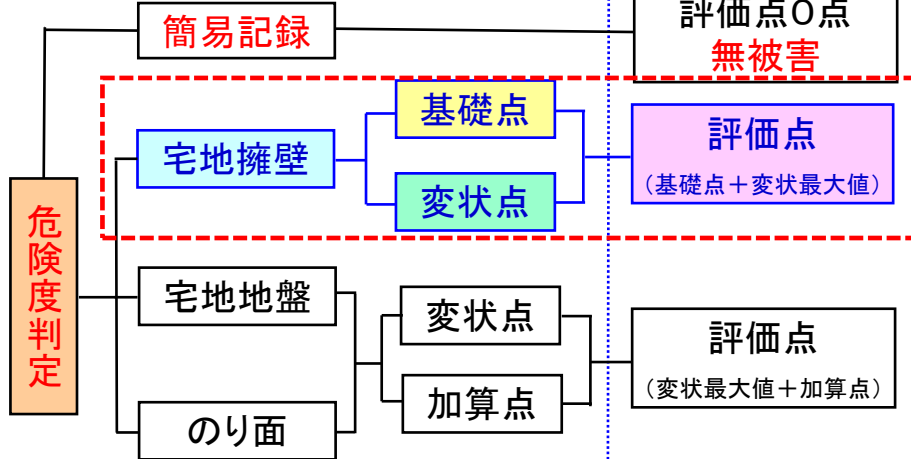 評価点0点
簡易記録
無被害
基礎点
宅地擁壁
評価点
（基礎点＋変状最大値）
変状点
危険度判定
宅地地盤
変状点
評価点
（変状最大値＋加算点）
加算点
のり面